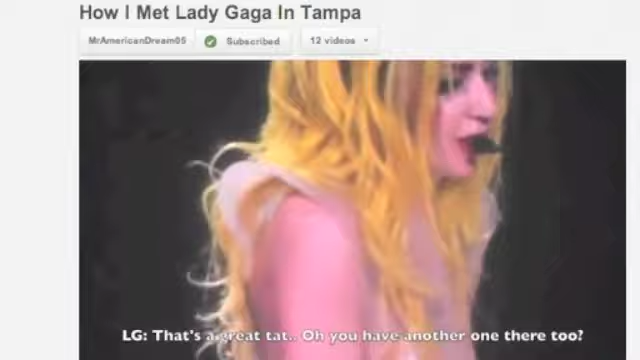 How I Met Lady Gaga In Tampa
MrAmericanDream05 Subscribed 12 videos
LG: That's a great tat.. Oh you have another one there too?